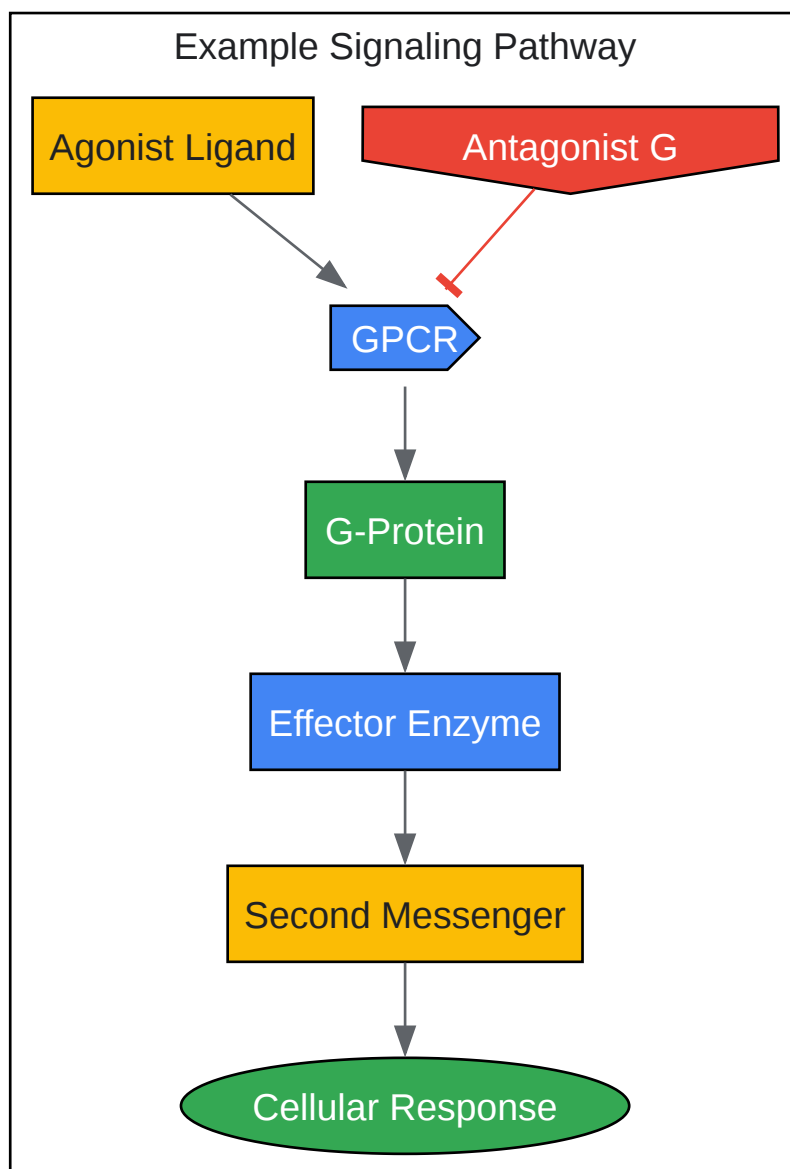 Example Signaling Pathway
Agonist Ligand
Antagonist G
GPCR
G-Protein
Effector Enzyme
Second Messenger
Cellular Response